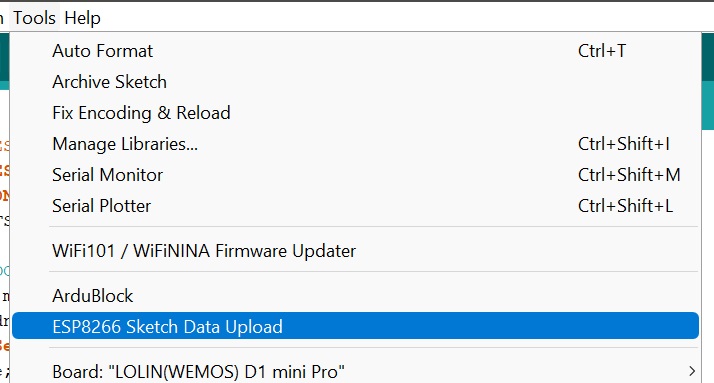 Tools Help
Auto Format Ctrl+T
Archive Sketch
Fix Encoding & Reload
Manage Libraries... Ctrl+Shift+I
Serial Monitor Ctrl+Shift+M
Serial Plotter Ctrl+Shift+L
WiFi101 / WiFiNINA Firmware Updater
ArduBlock
ESP8266 Sketch Data Upload
Board: "LOLIN(WEMOS) D1 mini Pro"